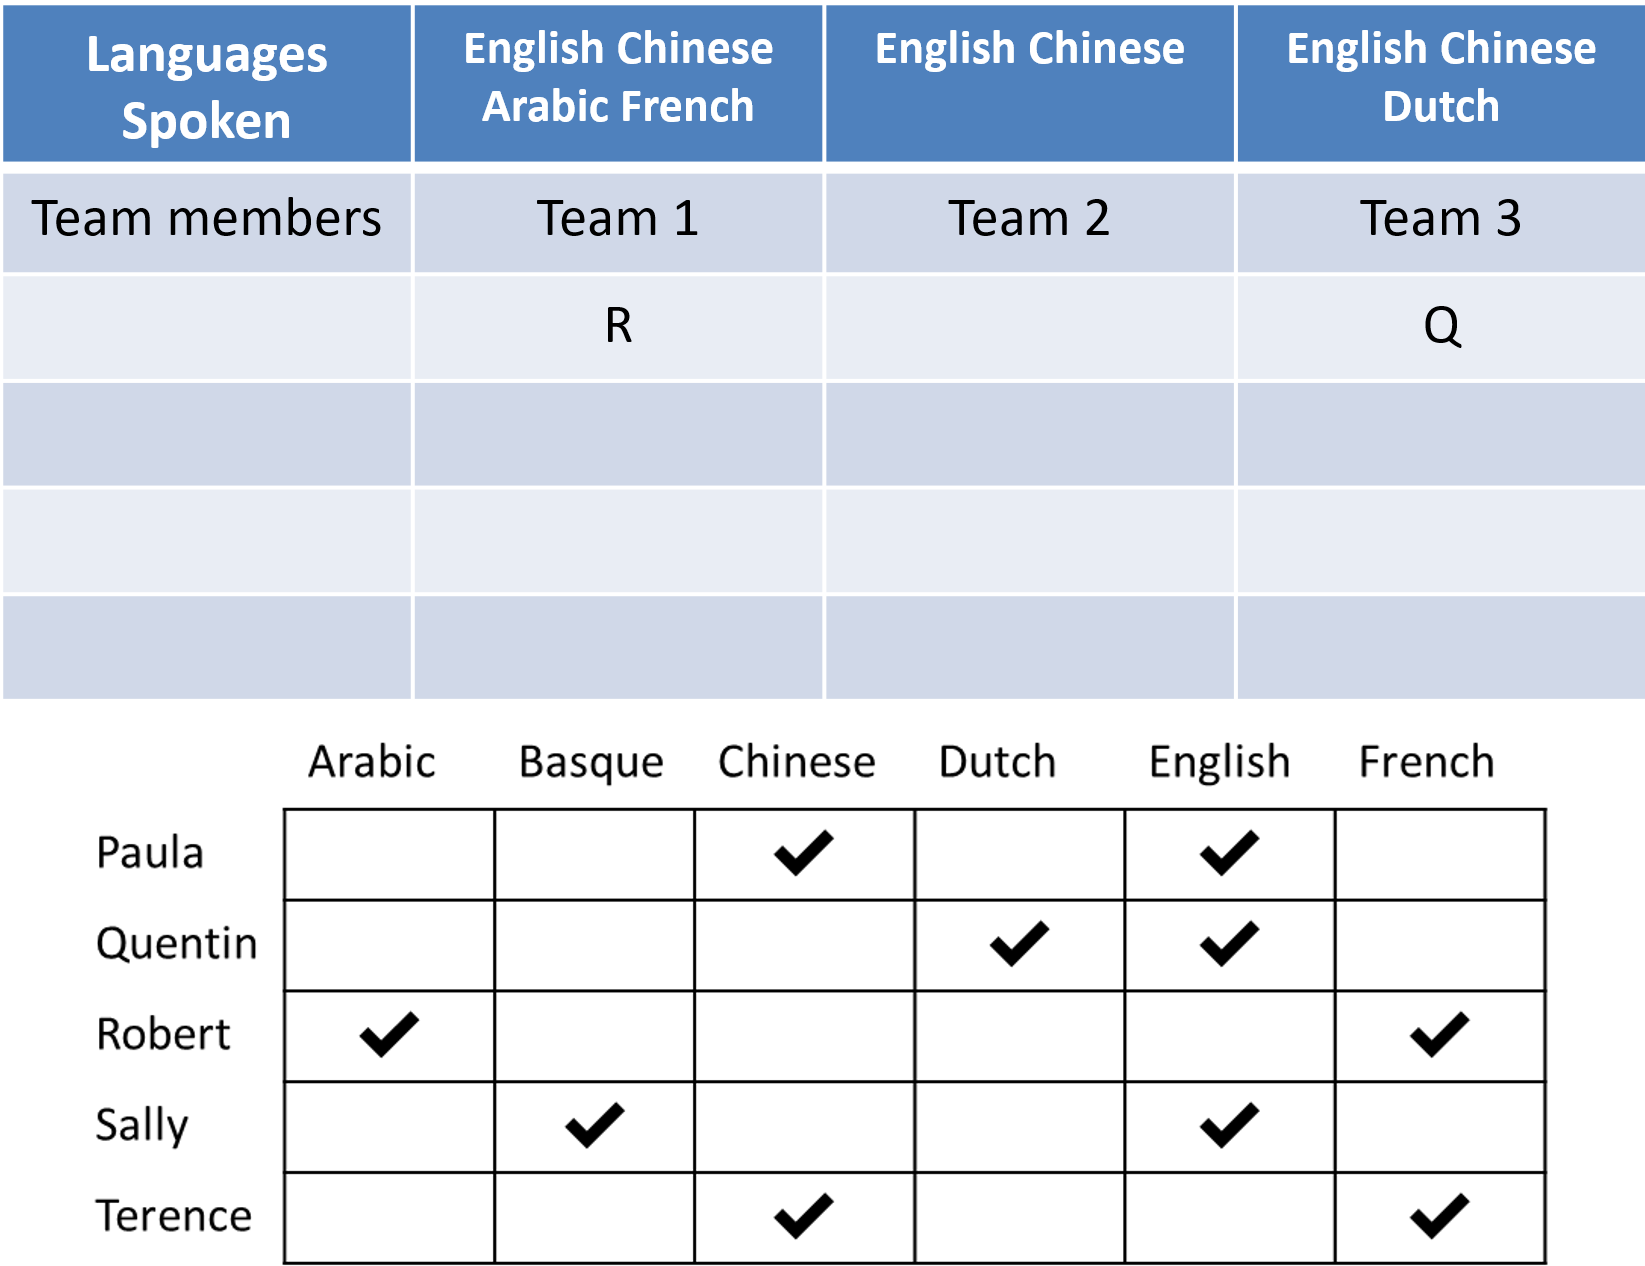 Languages Spoken
English Chinese Arabic French
English Chinese
English Chinese Dutch
Team members
Team 1
Team 2
Team 3
R
Q
Arabic Basque Chinese Dutch English French
Paula ✔ ✔
Quentin ✔ ✔
Robert ✔ ✔
Sally ✔ ✔
Terence ✔ ✔